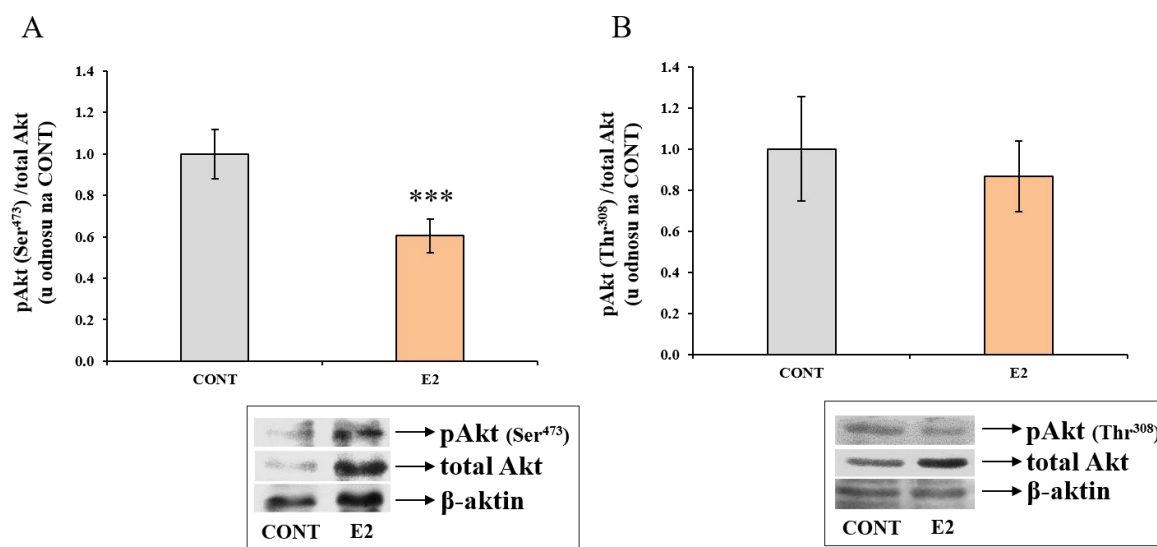 A
pAkt (Ser⁴⁷³) /total Akt
(u odnosu na CONT)
1.4
1.2
1.0
0.8
0.6
0.4
0.2
0.0
***
CONT E2
pAkt (Ser⁴⁷³)
total Akt
β-aktin
CONT E2
B
pAkt (Thr³⁰⁸) /total Akt
(u odnosu na CONT)
1.4
1.2
1.0
0.8
0.6
0.4
0.2
0.0
CONT E2
pAkt (Thr³⁰⁸)
total Akt
β-aktin
CONT E2